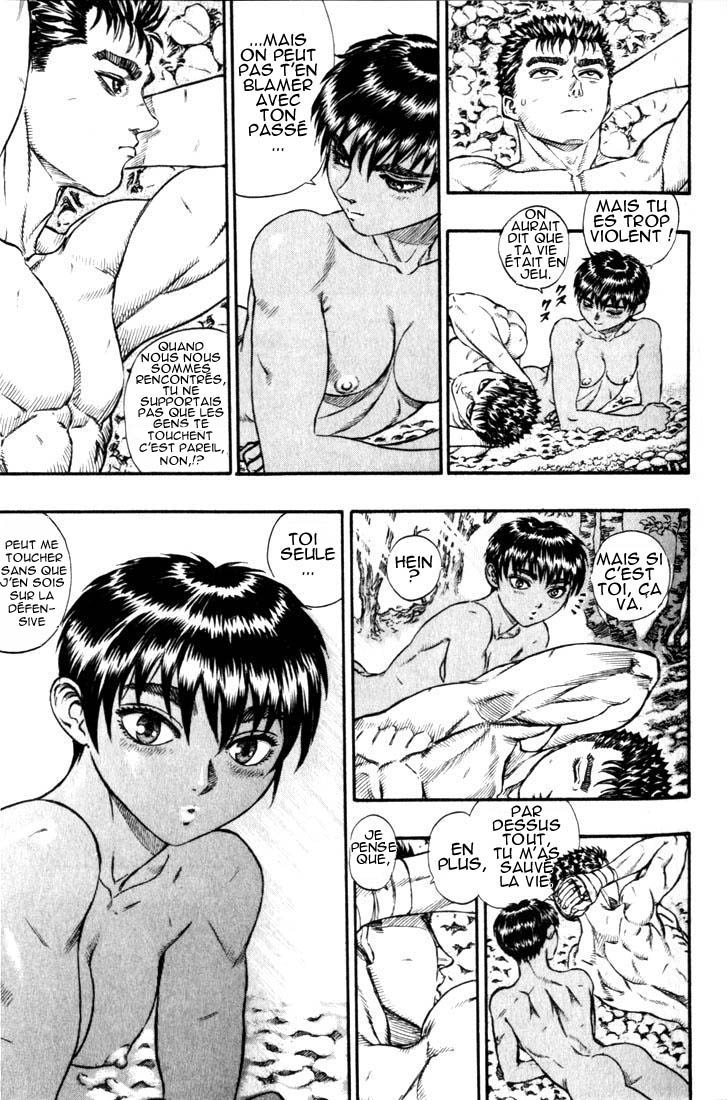 MAIS TU
ES TROP
VIOLENT !
ON
AURAIT
DIT QUE
TA VIE
ÉTAIT EN
JEU.
クス
クス
...MAIS
ON PEUT
PAS T'EN
BLAMER
AVEC
TON
PASSÉ
...
QUAND
NOUS NOUS
SOMMES
RENCONTRÉS,
TU NE
SUPPORTAIS
PAS QUE LES
GENS TE
TOUCHENT
C'EST PAREIL,
NON,!?
MAIS SI
C'EST
TOI, ÇA
VA.
HEIN
?
TOI
SEULE
...
PEUT ME
TOUCHER
SANS QUE
J'EN SOIS
SUR LA
DÉFEN-
SIVE
PAR
DESSUS
TOUT,
TU M'AS
SAUVÉ
LA VIE.
EN
PLUS,
JE
PENSE
QUE,